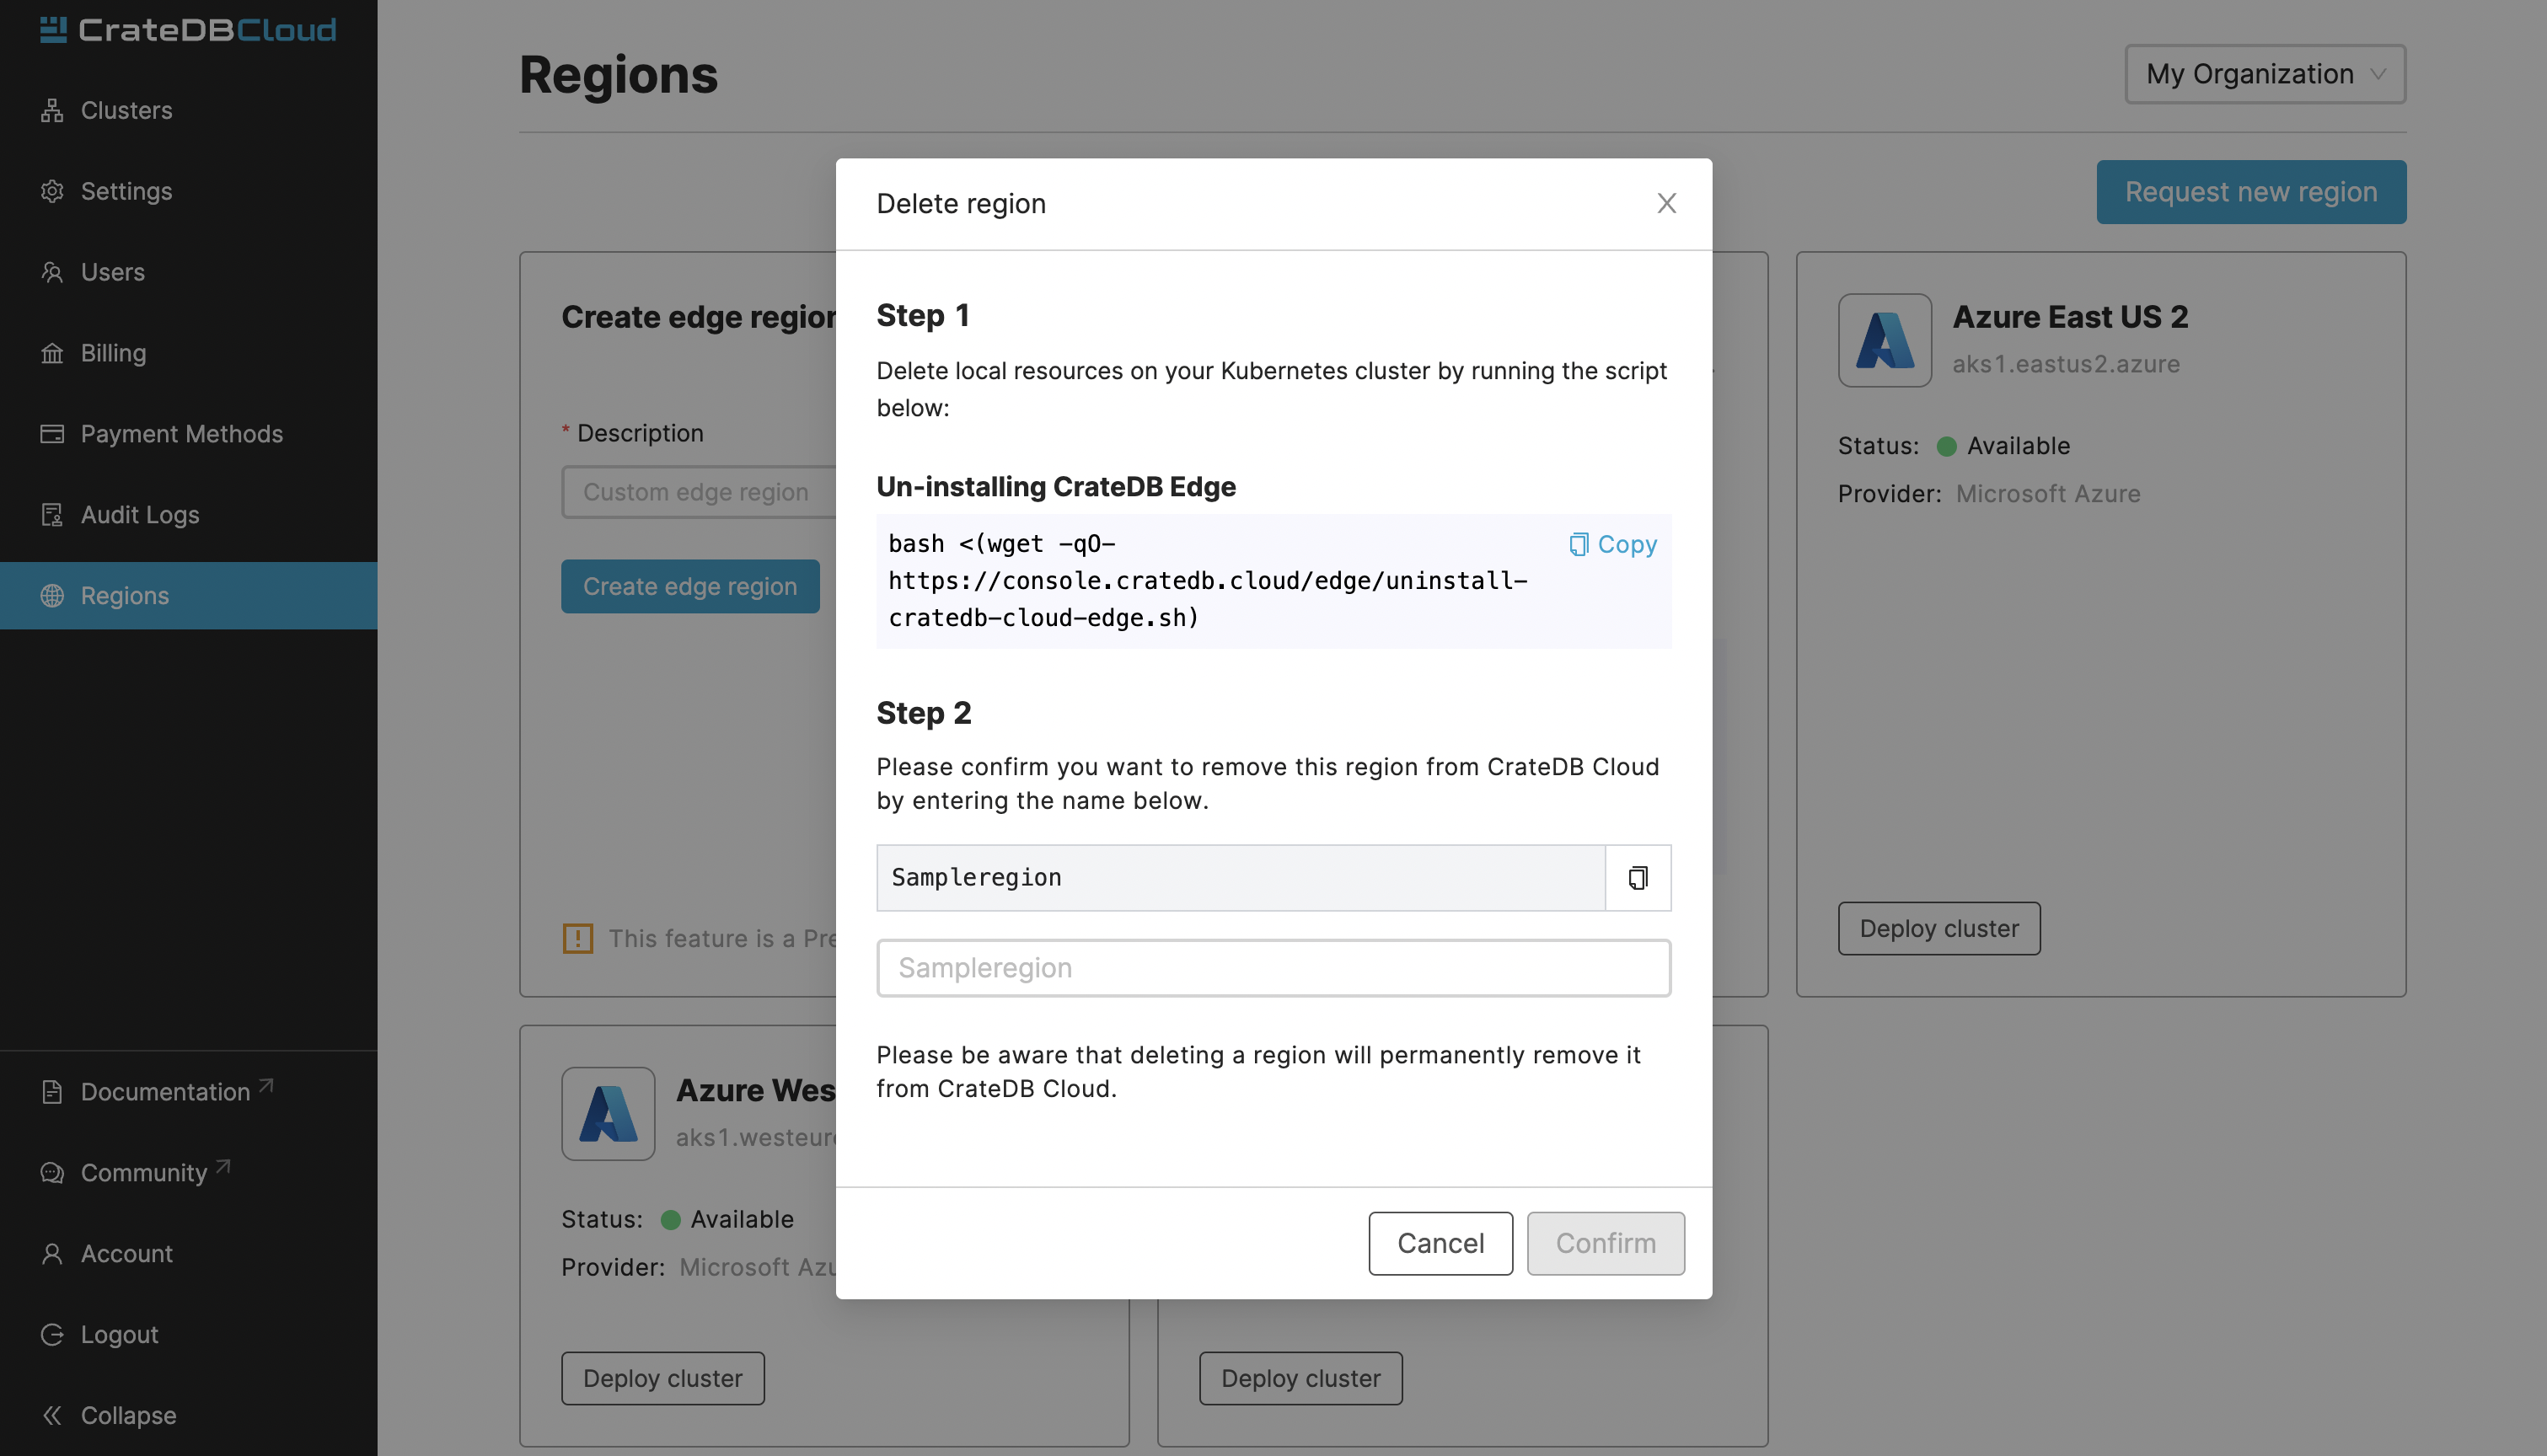 CrateDBCloud
Clusters
Settings
Users
Billing
Payment Methods
Audit Logs
Regions
Documentation
Community
Account
Logout
Collapse
Regions
My Organization
Request new region
Create edge region
* Description
Custom edge region
Create edge region
This feature is a Pre
Azure East US 2
aks1.eastus2.azure
Status: Available
Provider: Microsoft Azure
Deploy cluster
Azure Wes
aks1.westeur
Status: Available
Provider: Microsoft Azu
Deploy cluster
Deploy cluster
Delete region
Step 1
Delete local resources on your Kubernetes cluster by running the script
below:
Un-installing CrateDB Edge
bash <(wget -qO-
https://console.cratedb.cloud/edge/uninstall-
cratedb-cloud-edge.sh)
Copy
Step 2
Please confirm you want to remove this region from CrateDB Cloud
by entering the name below.
Sampleregion
Sampleregion
Please be aware that deleting a region will permanently remove it
from CrateDB Cloud.
Cancel
Confirm